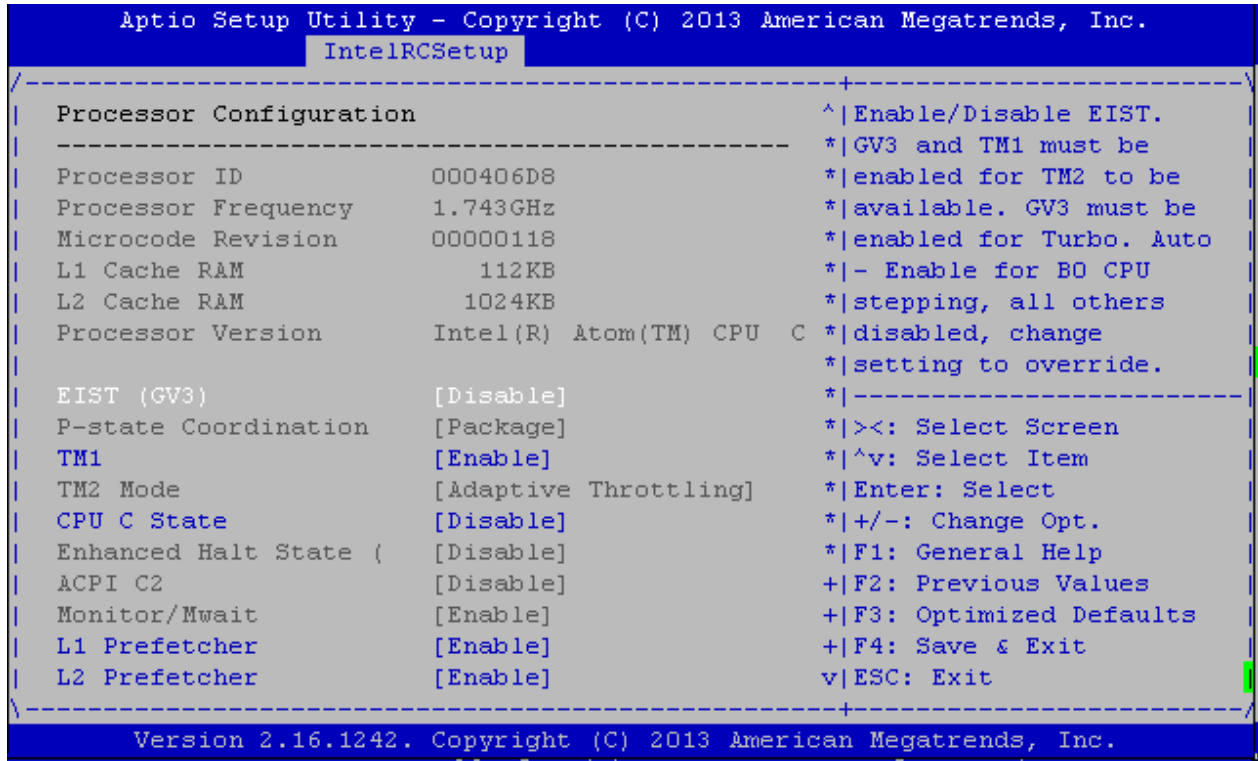 Aptio Setup Utility - Copyright (C) 2013 American Megatrends, Inc.
IntelRCSetup
/----------------------------------------------------+-------------------------\
| Processor Configuration ^|Enable/Disable EIST. |
| ----------------------------------------------- *|GV3 and TM1 must be |
| Processor ID 000406D8 *|enabled for TM2 to be |
| Processor Frequency 1.743GHz *|available. GV3 must be |
| Microcode Revision 00000118 *|enabled for Turbo. Auto |
| L1 Cache RAM 112KB *|- Enable for B0 CPU |
| L2 Cache RAM 1024KB *|stepping, all others |
| Processor Version Intel(R) Atom(TM) CPU C *|disabled, change |
| *|setting to override. |
| EIST (GV3) [Disable] *|-------------------------|
| P-state Coordination [Package] *|><: Select Screen |
| TM1 [Enable] *|^v: Select Item |
| TM2 Mode [Adaptive Throttling] *|Enter: Select |
| CPU C State [Disable] *|+/-: Change Opt. |
| Enhanced Halt State ( [Disable] *|F1: General Help |
| ACPI C2 [Disable] +|F2: Previous Values |
| Monitor/Mwait [Enable] +|F3: Optimized Defaults |
| L1 Prefetcher [Enable] +|F4: Save & Exit |
| L2 Prefetcher [Enable] v|ESC: Exit |
\----------------------------------------------------+-------------------------/
Version 2.16.1242. Copyright (C) 2013 American Megatrends, Inc.